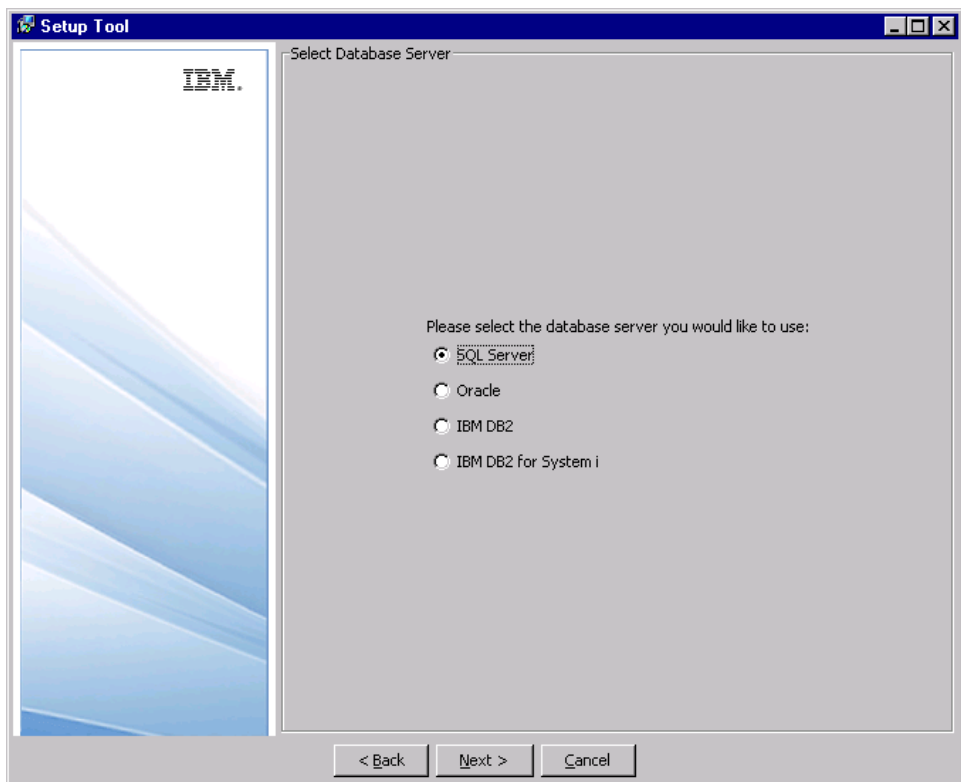 Setup Tool
IBM®
Select Database Server
Please select the database server you would like to use:
SQL Server
Oracle
IBM DB2
IBM DB2 for System i
< Back Next > Cancel